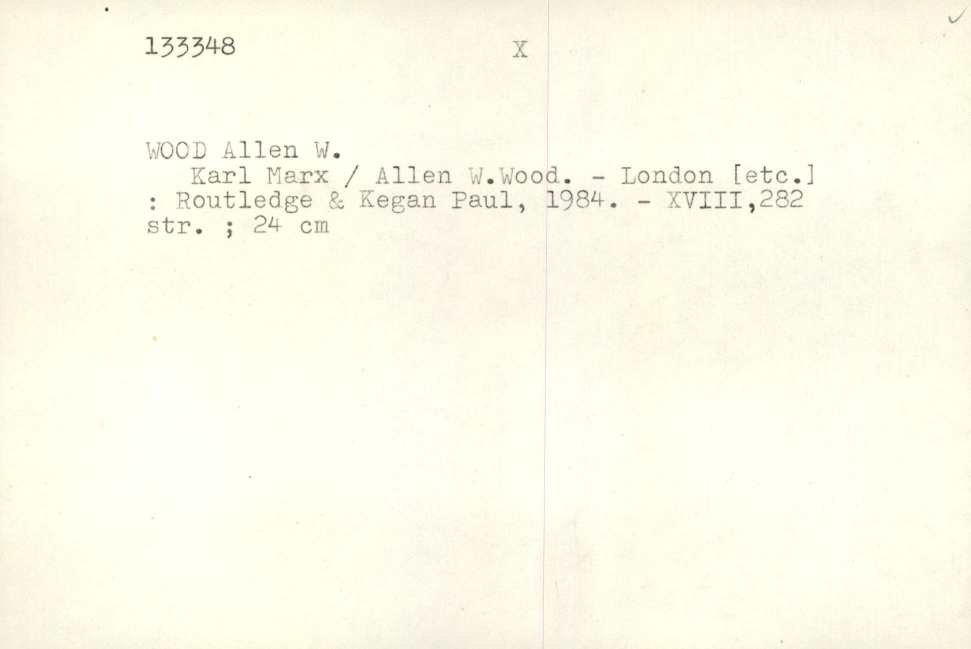 133348 X
WOOD Allen W.
Karl Marx / Allen W.Wood. - London [etc.]
: Routledge & Kegan Paul, 1984. - XVIII,282
str. ; 24 cm